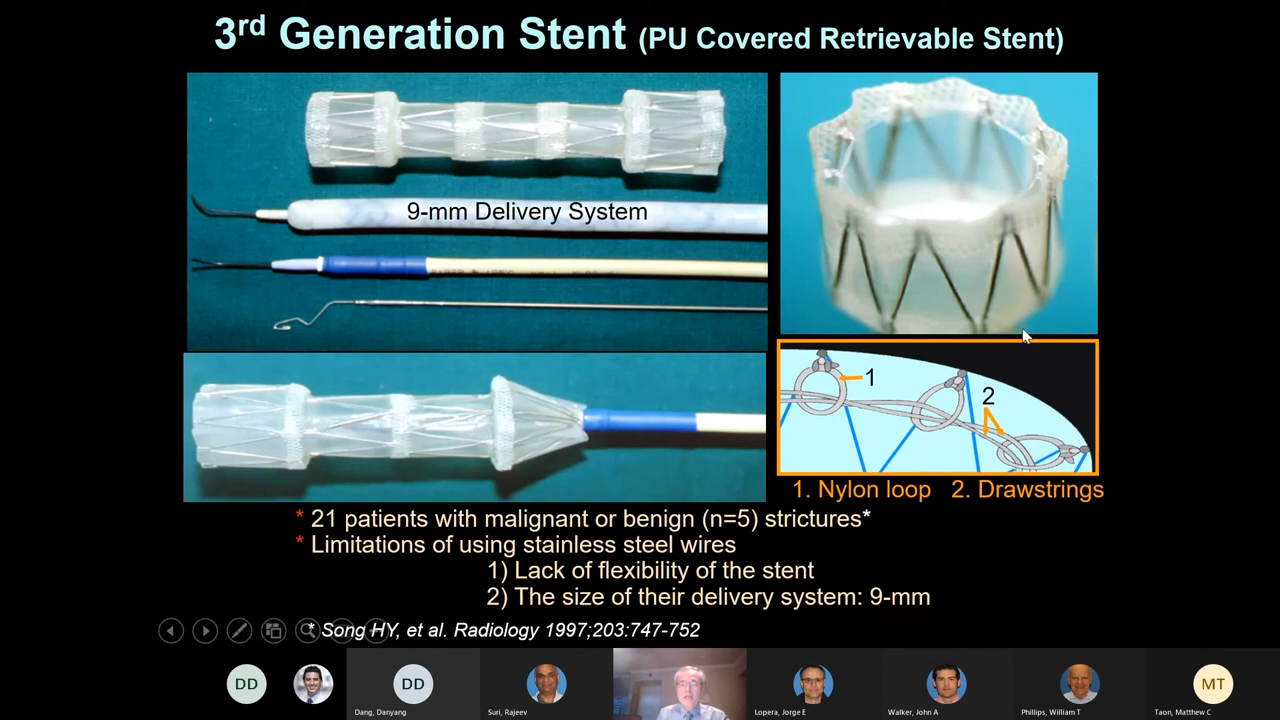 3rd Generation Stent (PU Covered Retrievable Stent)
9-mm Delivery System
1
2
1. Nylon loop 2. Drawstrings
* 21 patients with malignant or benign (n=5) strictures*
* Limitations of using stainless steel wires
1) Lack of flexibility of the stent
2) The size of their delivery system: 9-mm
* Song HY, et al. Radiology 1997;203:747-752
DD
DD
MT
Dang, Danyang
Suri, Rajeev
Lopera, Jorge E
Walker, John A
Phillips, William T
Taon, Matthew C